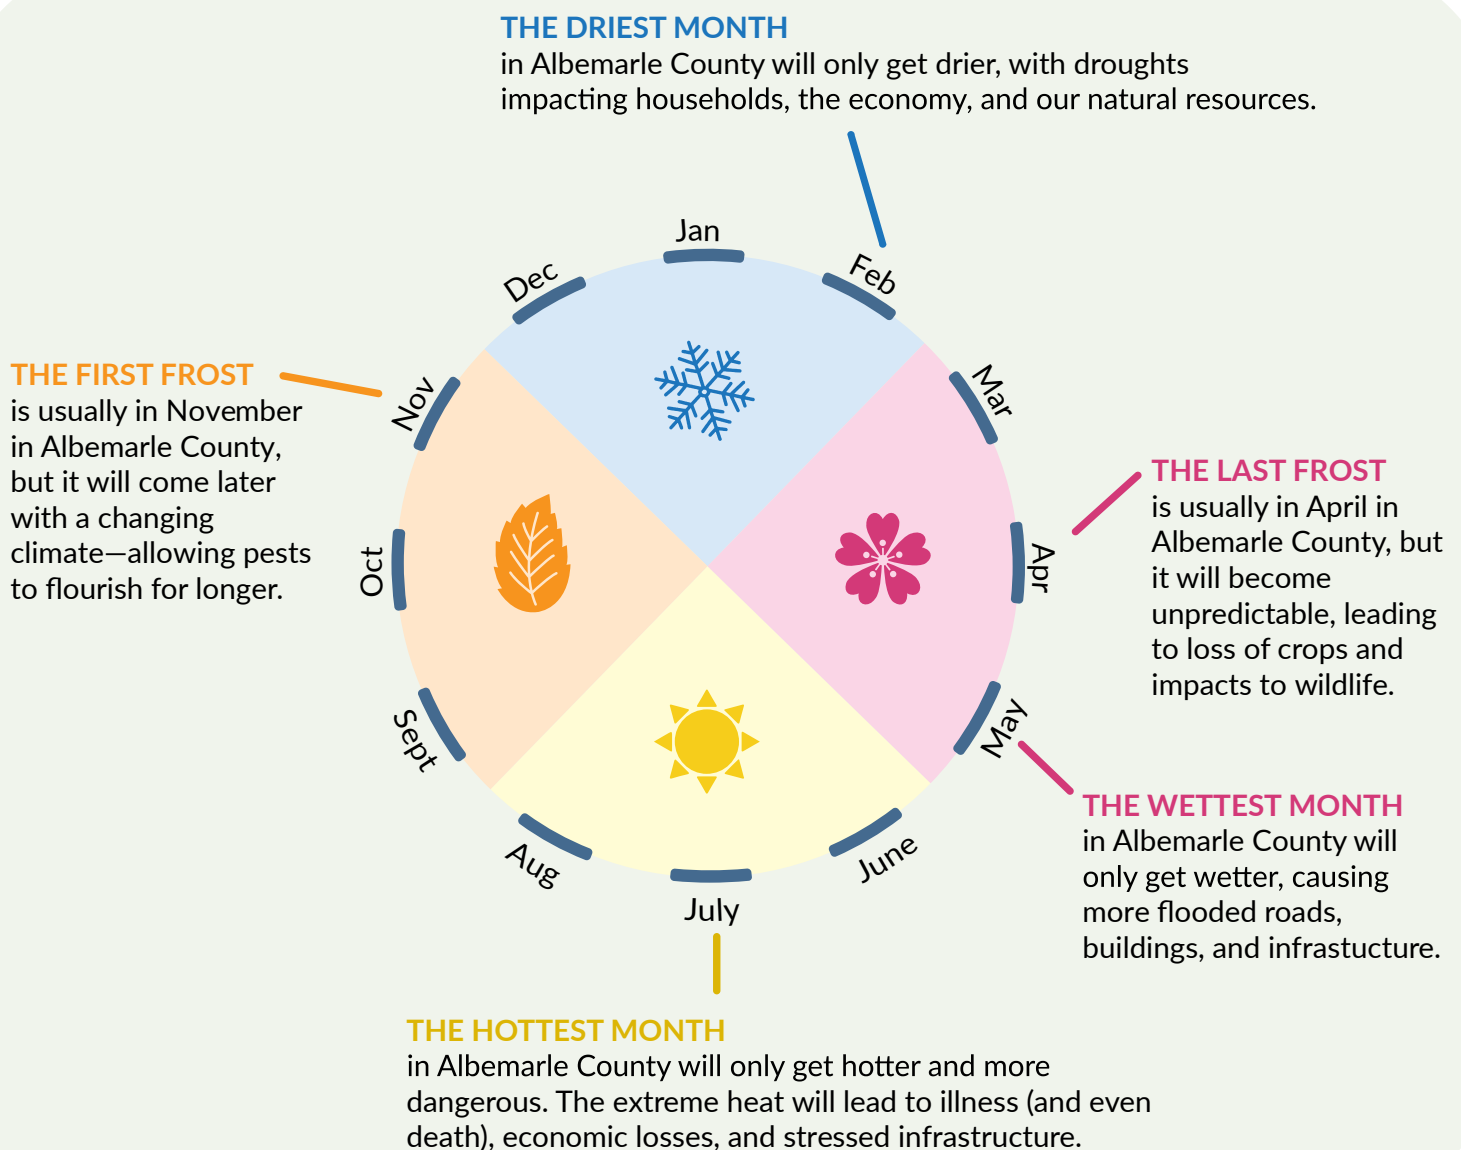 THE DRIEST MONTH
in Albemarle County will only get drier, with droughts
impacting households, the economy, and our natural resources.
Jan
Feb
Mar
Apr
May
June
July
Aug
Sept
Oct
Nov
Dec
THE FIRST FROST
is usually in November
in Albemarle County,
but it will come later
with a changing
climate—allowing pests
to flourish for longer.
THE LAST FROST
is usually in April in
Albemarle County, but
it will become
unpredictable, leading
to loss of crops and
impacts to wildlife.
THE WETTEST MONTH
in Albemarle County will
only get wetter, causing
more flooded roads,
buildings, and infrastucture.
THE HOTTEST MONTH
in Albemarle County will only get hotter and more
dangerous. The extreme heat will lead to illness (and even
death), economic losses, and stressed infrastructure.